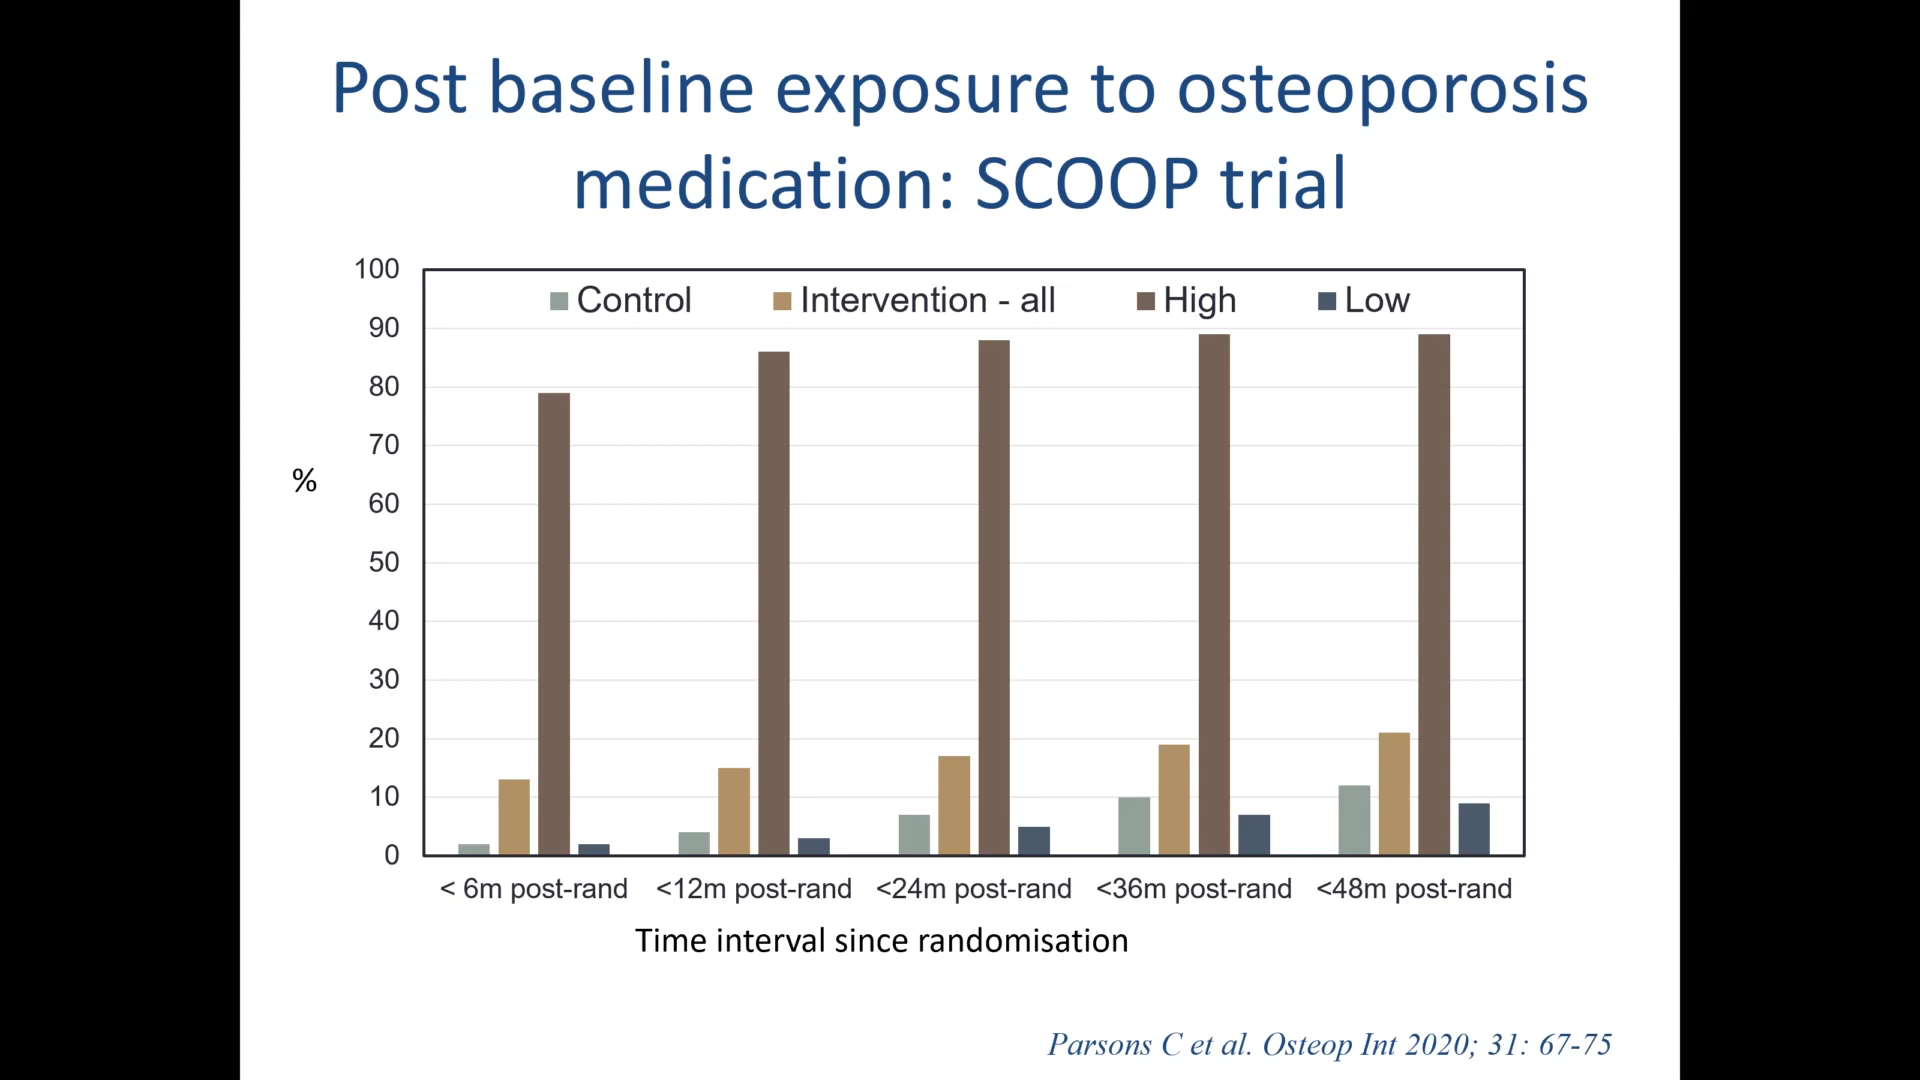 Post baseline exposure to osteoporosis
medication: SCOOP trial
Control Intervention - all High Low
100
90
80
70
60
50
40
30
20
10
0
%
< 6m post-rand <12m post-rand <24m post-rand <36m post-rand <48m post-rand
Time interval since randomisation
Parsons C et al. Osteop Int 2020; 31: 67-75